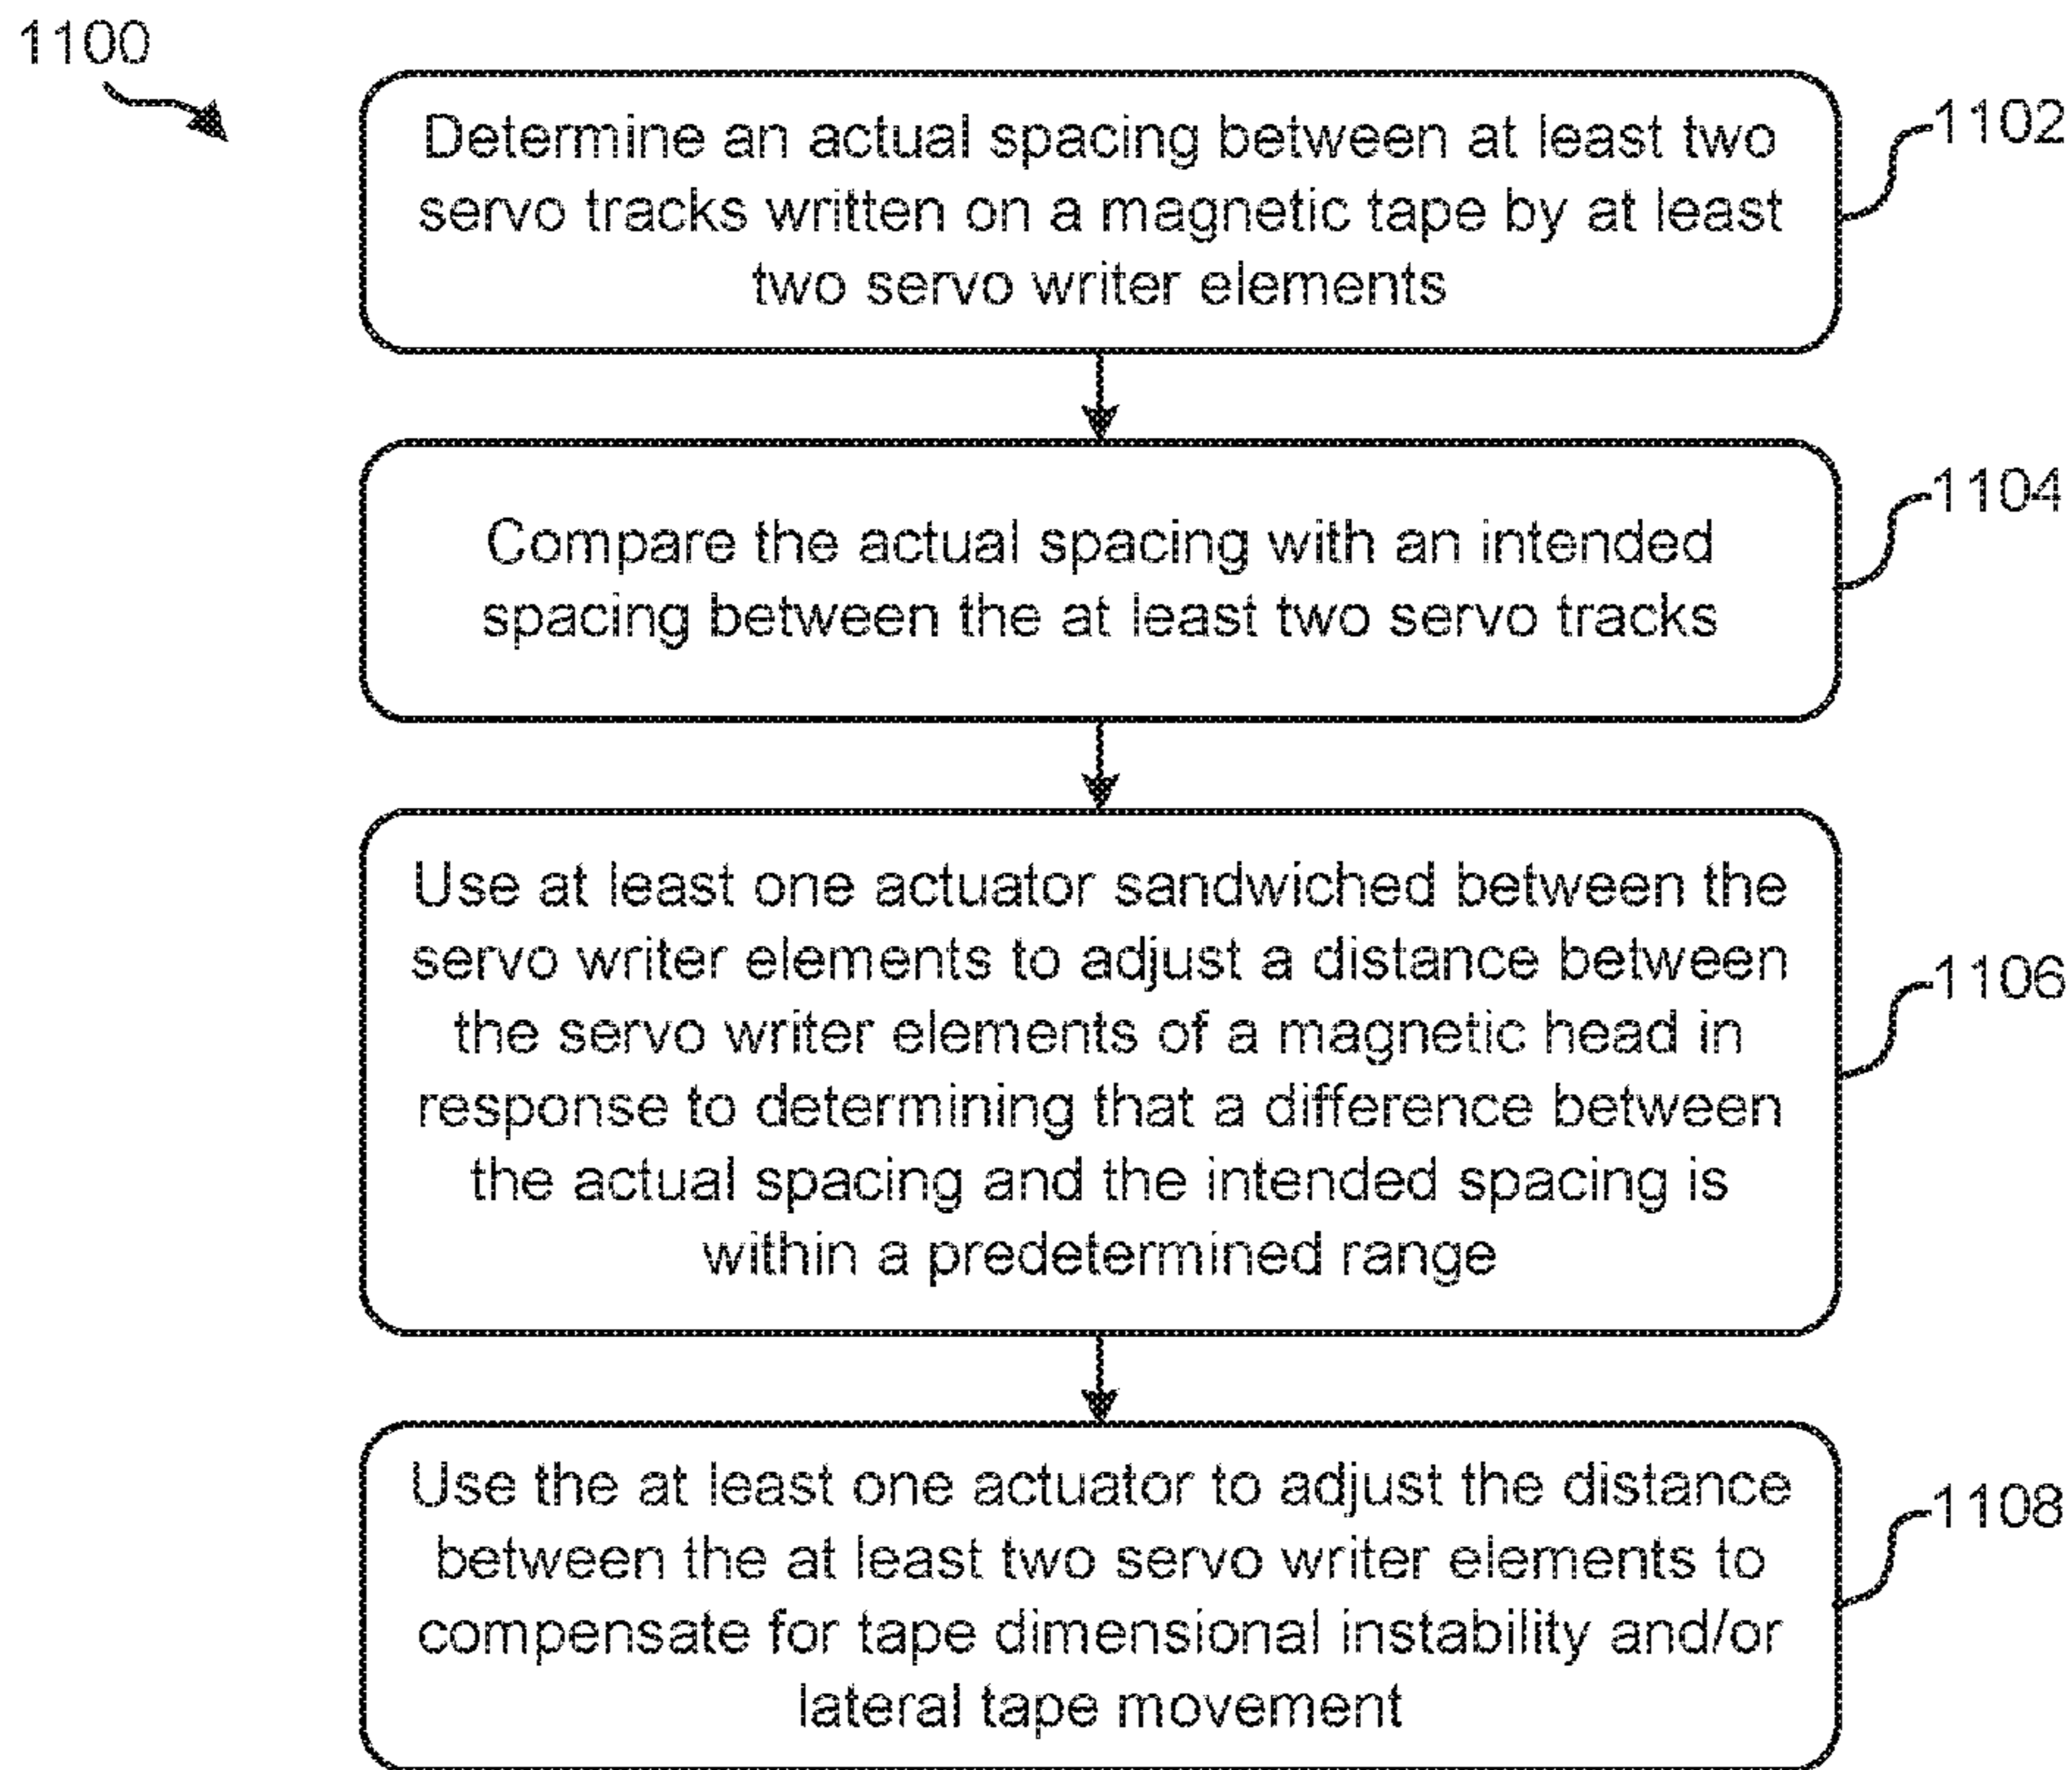 1100
Determine an actual spacing between at least two
servo tracks written on a magnetic tape by at least
two servo writer elements
1102
Compare the actual spacing with an intended
spacing between the at least two servo tracks
1104
Use at least one actuator sandwiched between the
servo writer elements to adjust a distance between
the servo writer elements of a magnetic head in
response to determining that a difference between
the actual spacing and the intended spacing is
within a predetermined range
1106
Use the at least one actuator to adjust the distance
between the at least two servo writer elements to
compensate for tape dimensional instability and/or
lateral tape movement
1108